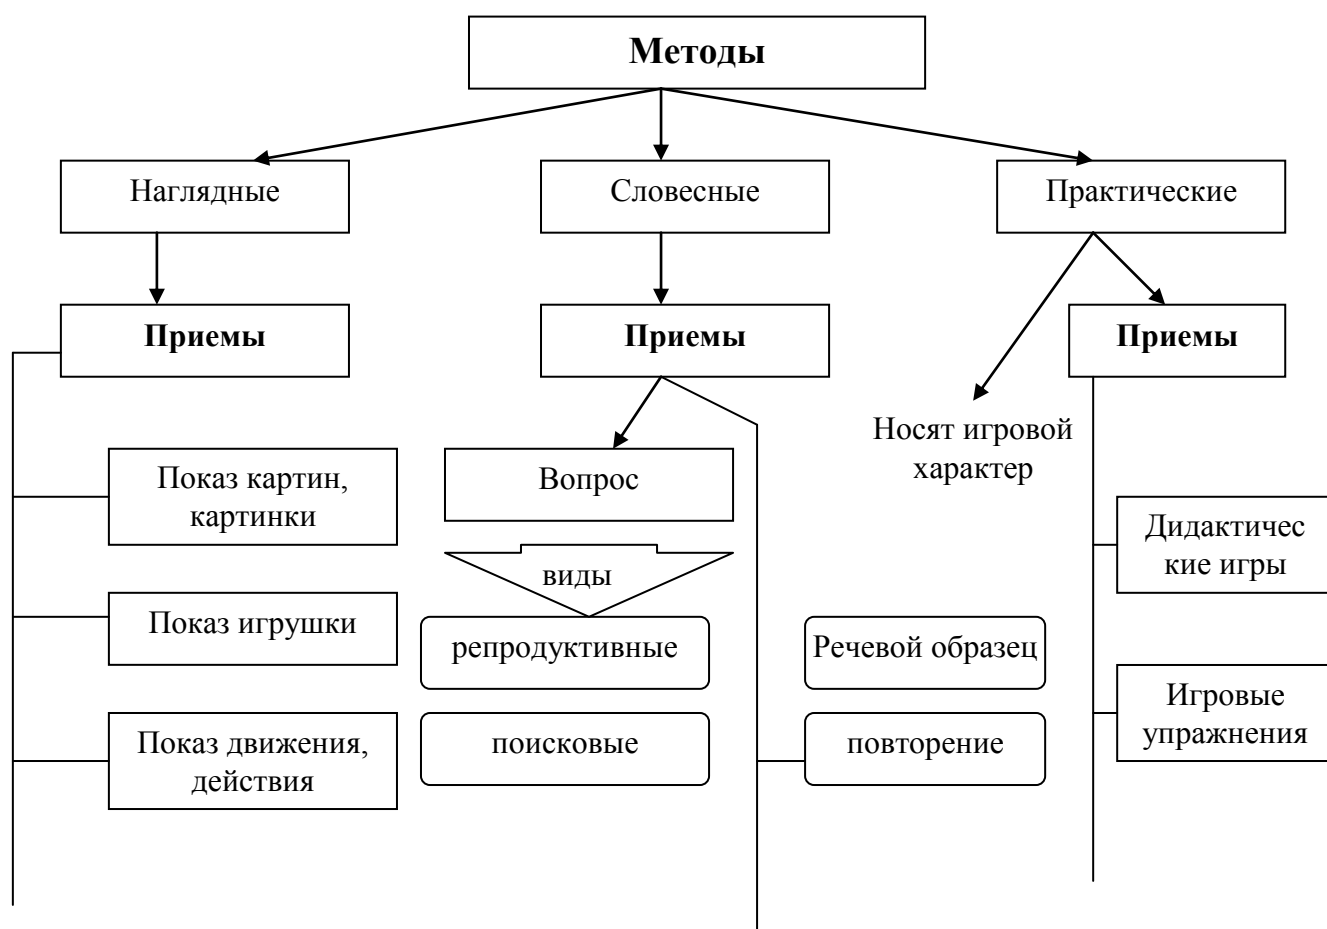 Методы
Наглядные
Словесные
Практические
Приемы
Приемы
Приемы
Носят игровой
характер
Показ картин,
картинки
Вопрос
Дидактичес
кие игры
виды
Показ игрушки
репродуктивные
Речевой образец
Игровые
упражнения
Показ движения,
действия
поисковые
повторение